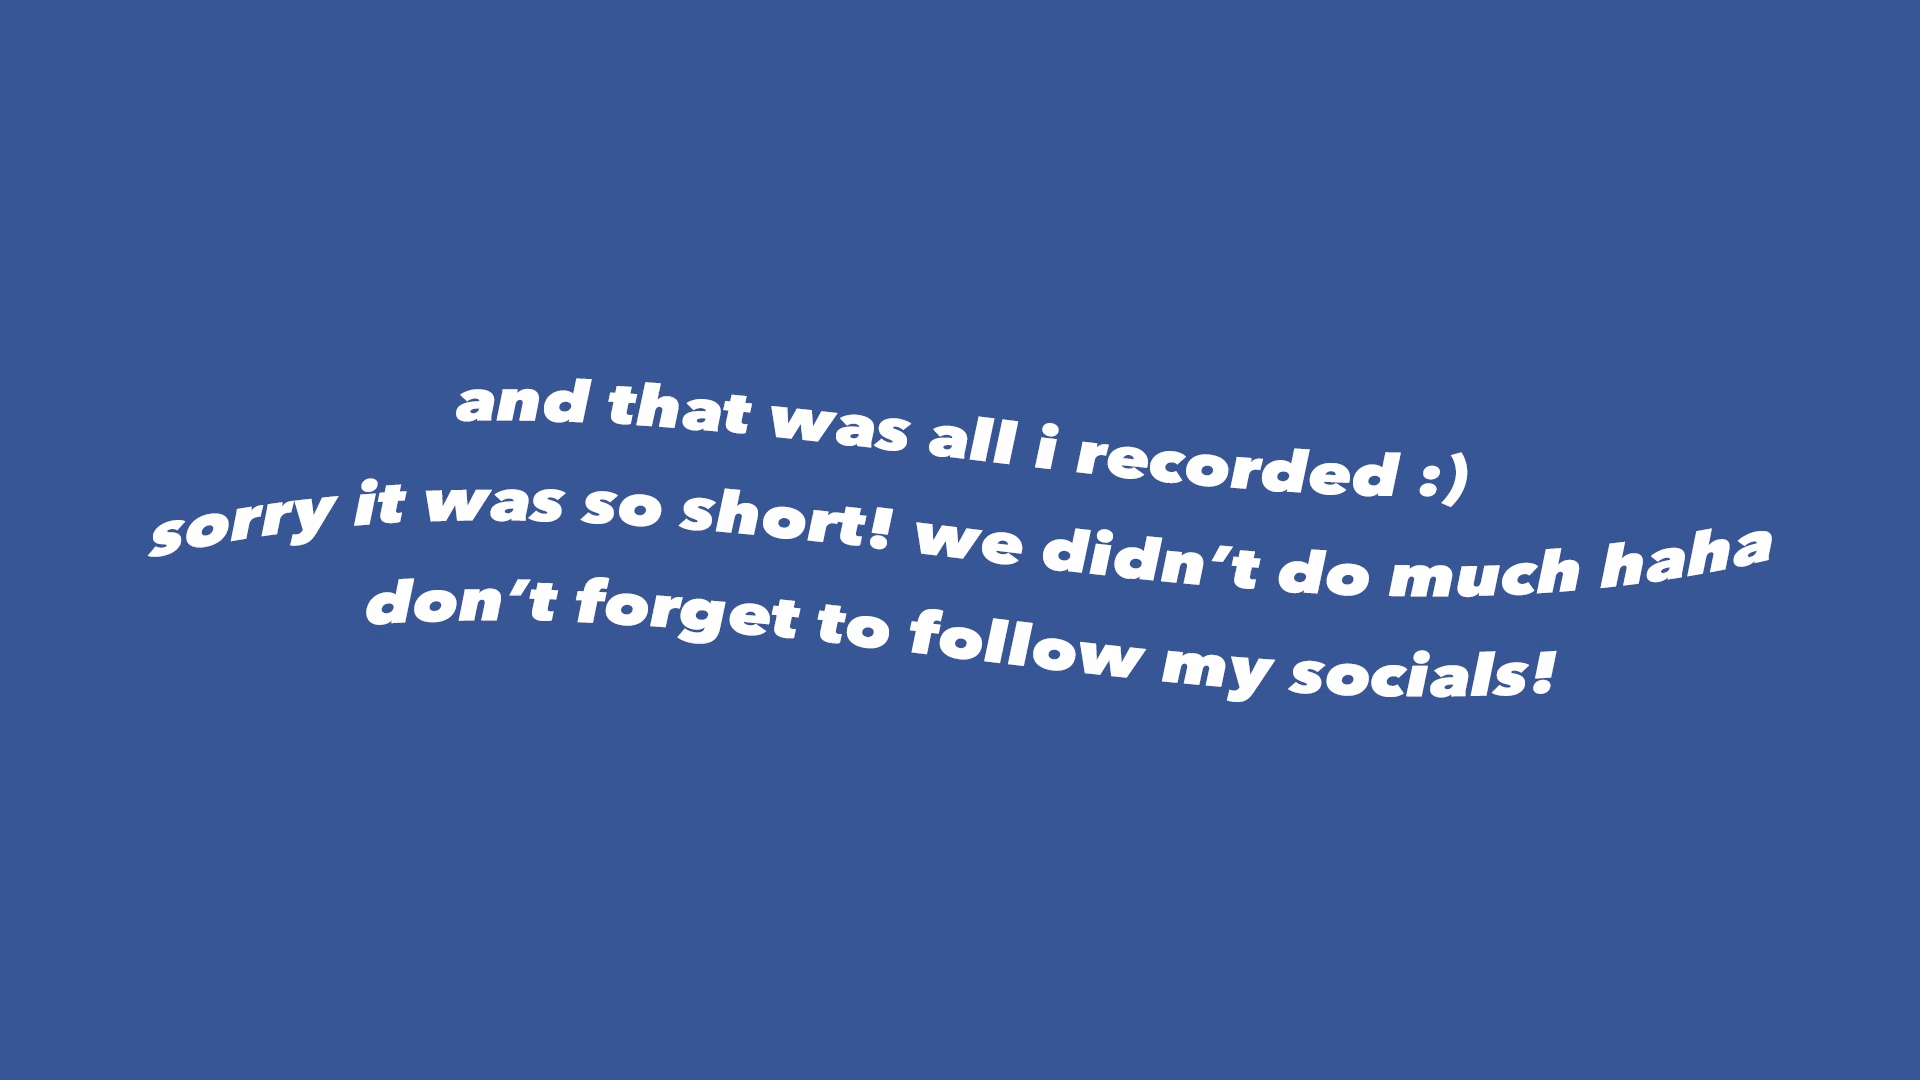 and that was all i recorded :)
sorry it was so short! we didn’t do much haha
don’t forget to follow my socials!